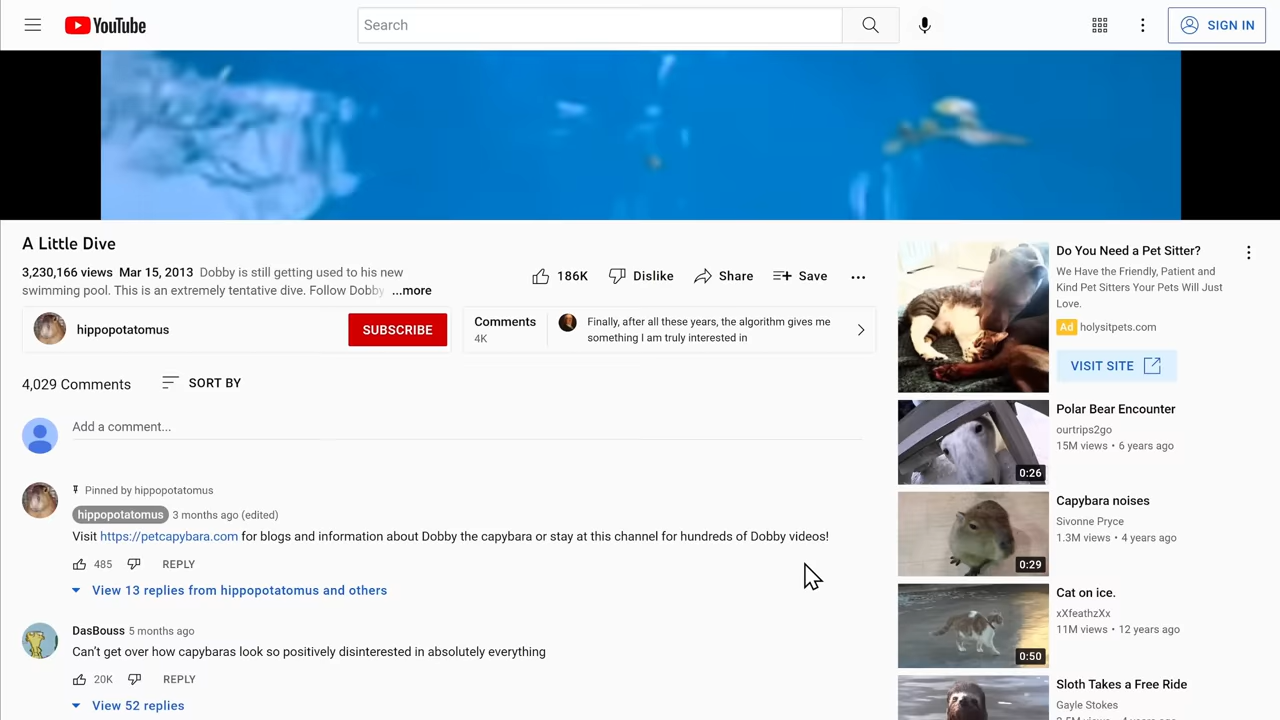 YouTube
Search
SIGN IN
A Little Dive
3,230,166 views Mar 15, 2013 Dobby is still getting used to his new
swimming pool. This is an extremely tentative dive. Follow Dobby ...more
186K
Dislike
Share
Save
hippopotatomus
SUBSCRIBE
Comments
4K
Finally, after all these years, the algorithm gives me
something I am truly interested in
4,029 Comments
SORT BY
Add a comment...
Pinned by hippopotatomus
hippopotatomus 3 months ago (edited)
Visit https://petcapybara.com for blogs and information about Dobby the capybara or stay at this channel for hundreds of Dobby videos!
485
REPLY
View 13 replies from hippopotatomus and others
DasBouss 5 months ago
Can't get over how capybaras look so positively disinterested in absolutely everything
20K
REPLY
View 52 replies
Do You Need a Pet Sitter?
We Have the Friendly, Patient and
Kind Pet Sitters Your Pets Will Just
Love.
Ad holysitpets.com
VISIT SITE
0:26
Polar Bear Encounter
ourtrips2go
15M views • 6 years ago
0:29
Capybara noises
Sivonne Pryce
1.3M views • 4 years ago
0:50
Cat on ice.
xXfeathzXx
11M views • 12 years ago
Sloth Takes a Free Ride
Gayle Stokes